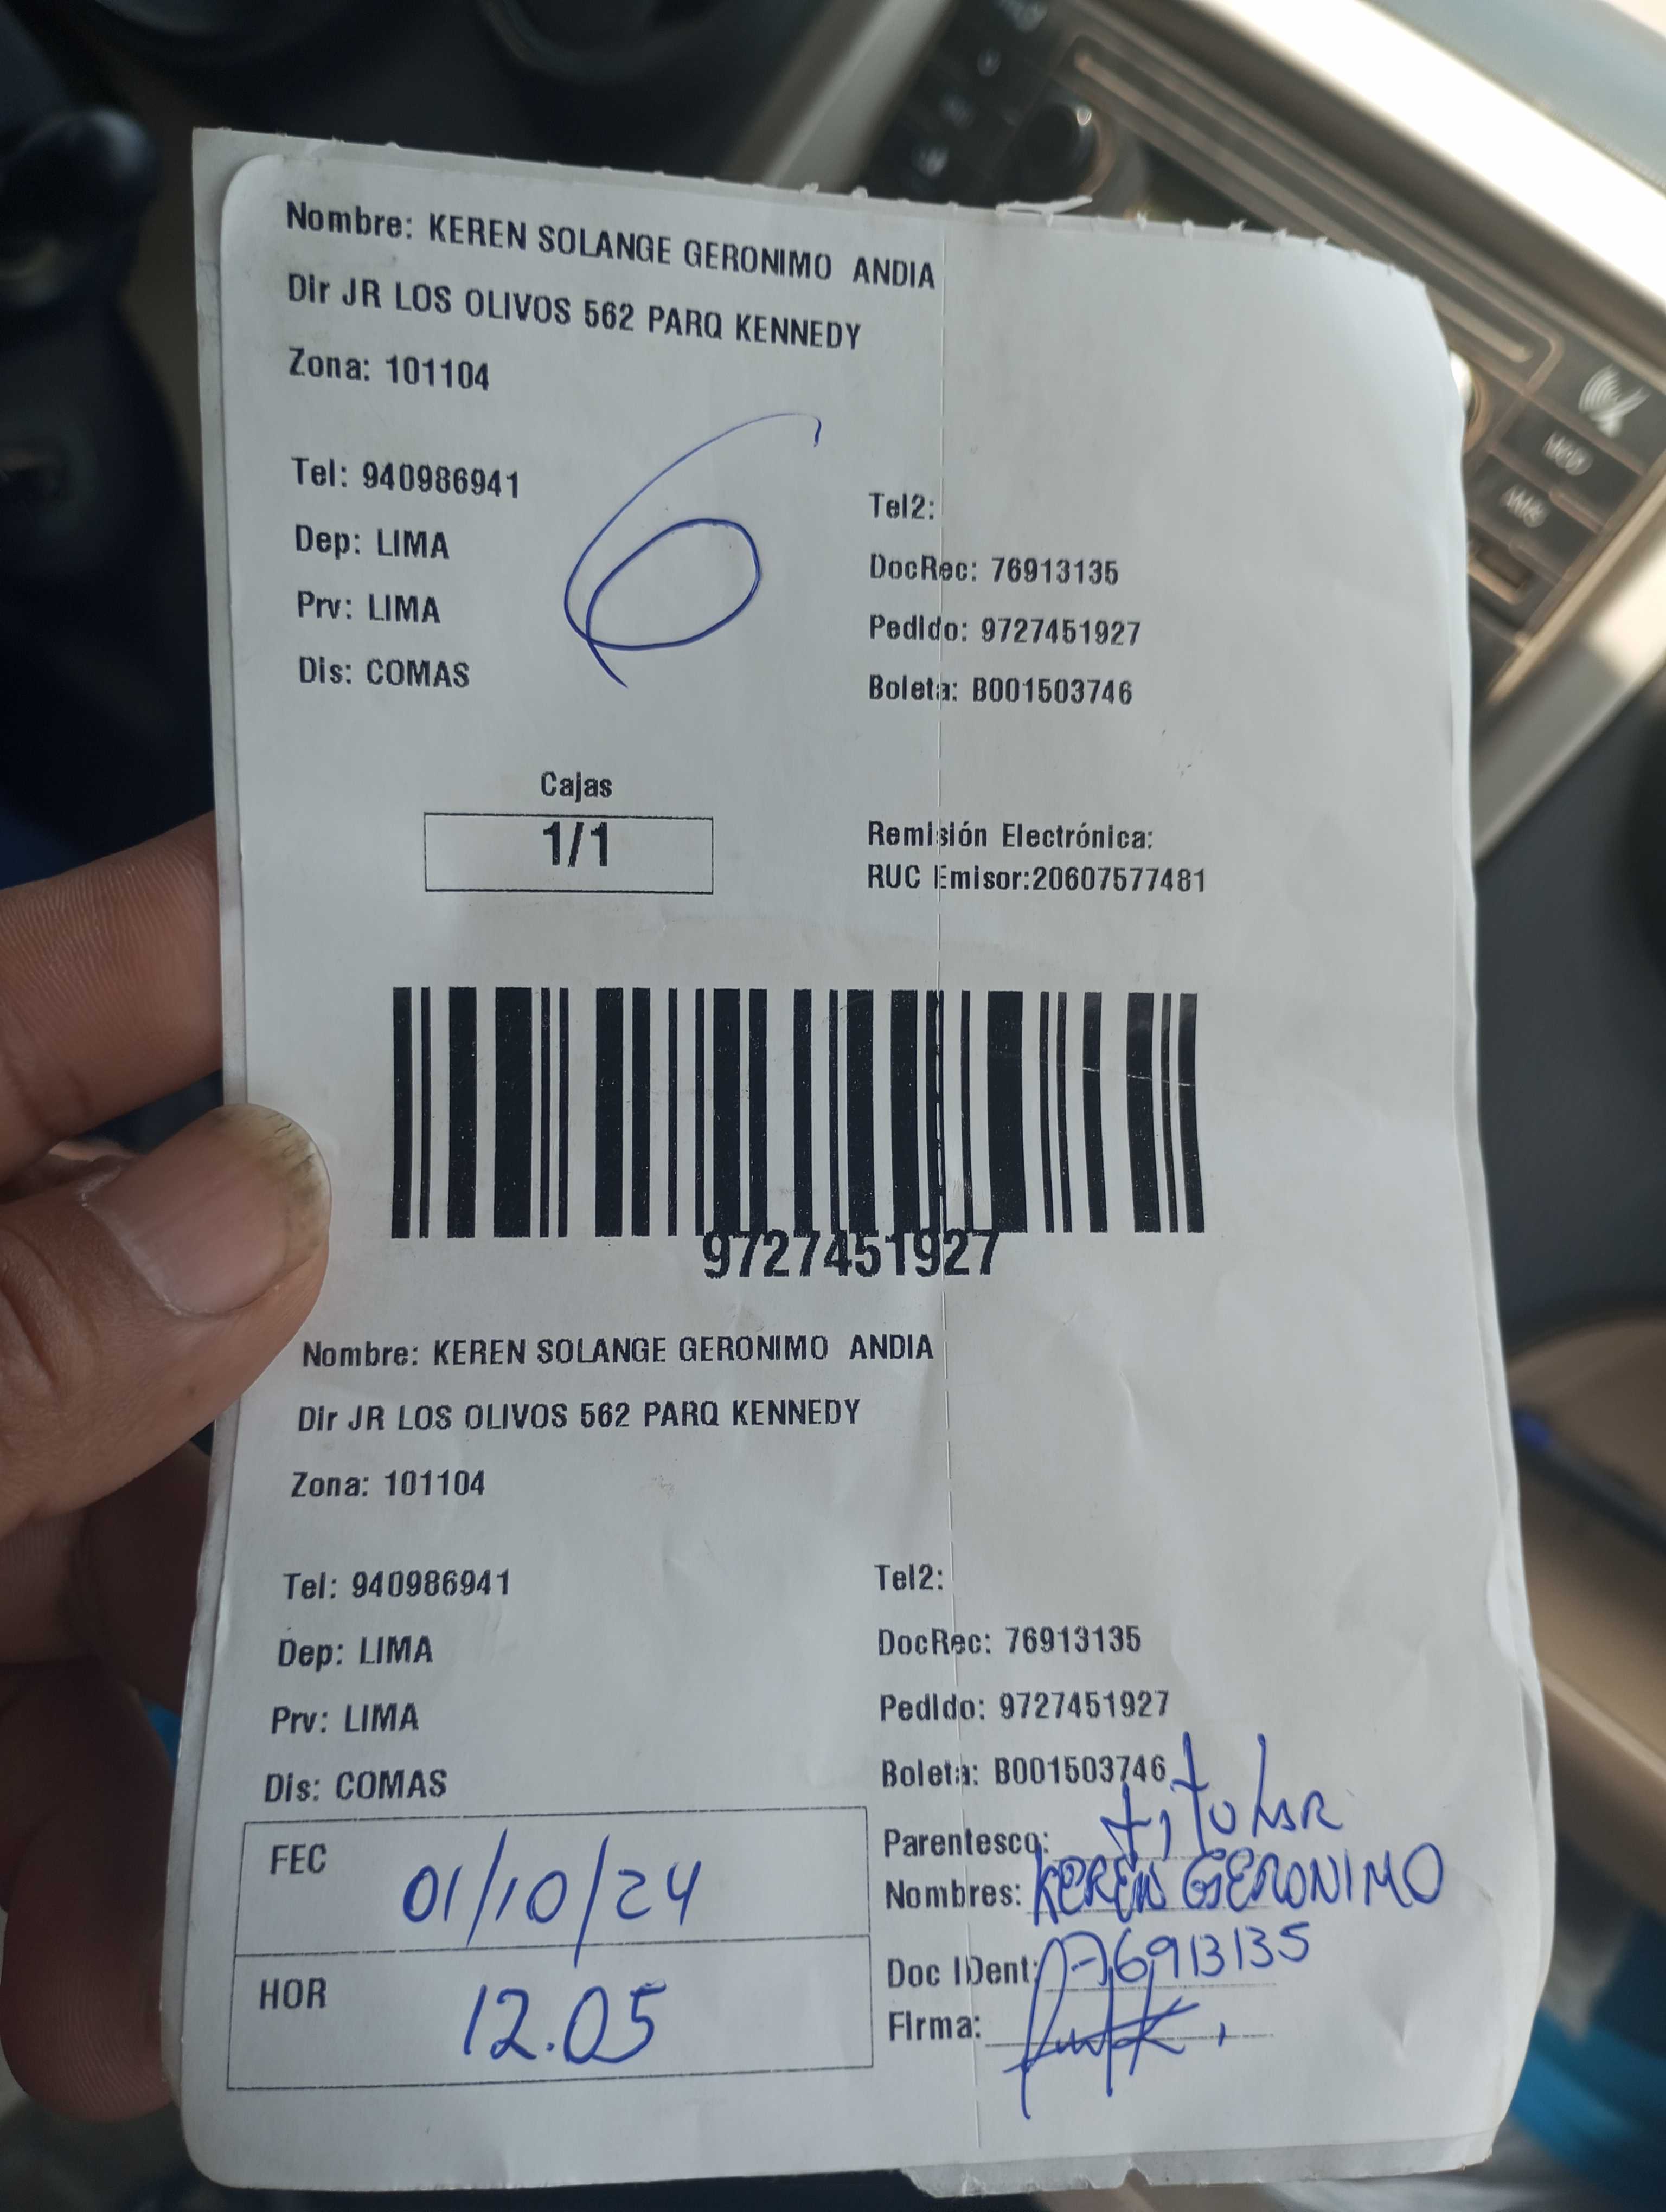 Nombre: KEREN SOLANGE GERONIMO ANDIA
Dir JR LOS OLIVOS 562 PARQ KENNEDY
Zona: 101104
6
Tel: 940986941
Tel2:
Dep: LIMA
DocRec: 76913135
Prv: LIMA
Pedido: 9727451927
Dis: COMAS
Boleta: B001503746
Cajas
1/1
Remisión Electrónica:
RUC Emisor:20607577481
9727451927
Nombre: KEREN SOLANGE GERONIMO ANDIA
Dir JR LOS OLIVOS 562 PARQ KENNEDY
Zona: 101104
Tel: 940986941
Tel2:
Dep: LIMA
DocRec: 76913135
Prv: LIMA
Pedido: 9727451927
Dis: COMAS
Boleta: B001503746
FEC 01/10/24
HOR 12.05
Parentesco: titular
Nombres: KEREN GERONIMO
Doc IDent: 76913135
Firma: